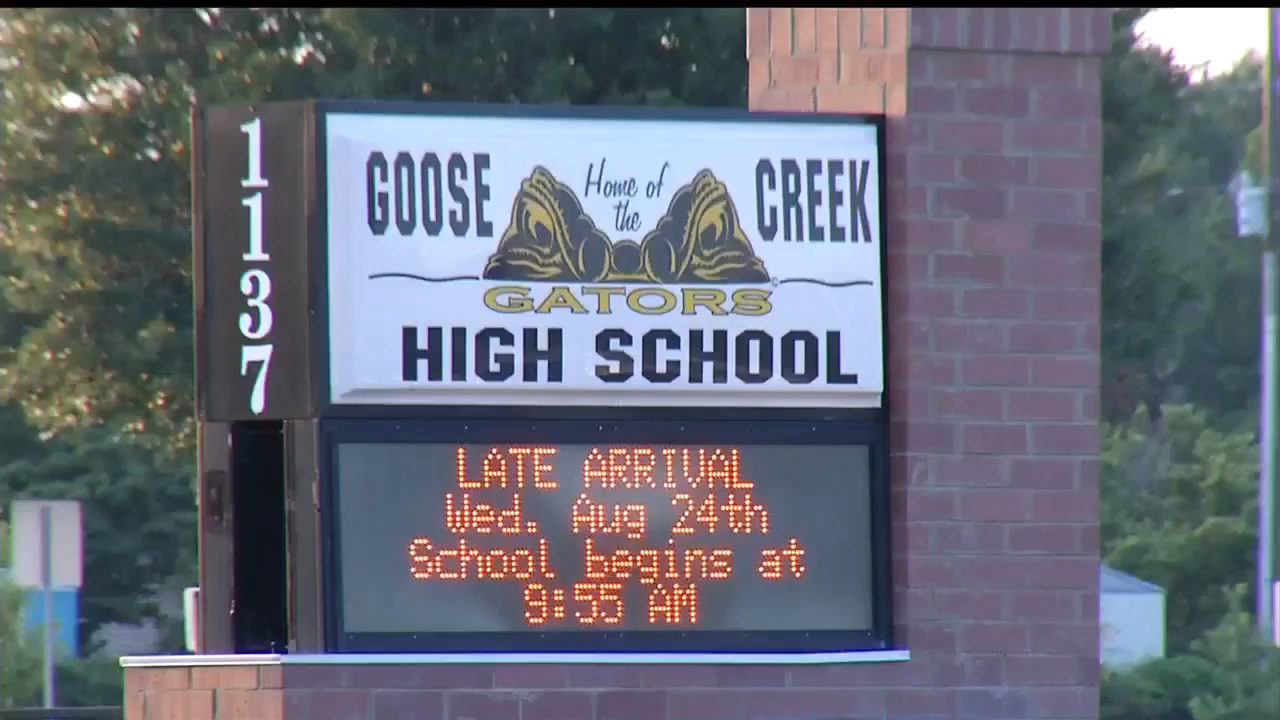 1137
GOOSE CREEK
Home of
the
GATORS
HIGH SCHOOL
LATE ARRIVAL
Wed. Aug 24th
School begins at
9:55 AM